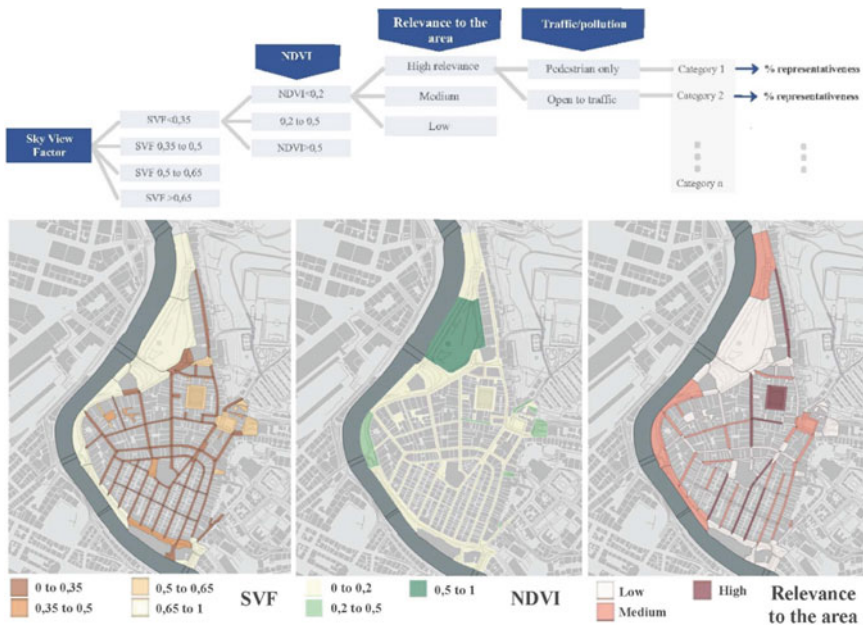 Relevance to the
area
Traffic/pollution
NDVI
High relevance
Pedestrian only
Category 1
% representativeness
NDVI<0,2
Medium
Open to traffic
Category 2
% representativeness
Sky View
Factor
SVF<0,35
0,2 to 0,5
Low
SVF 0,35 to 0,5
NDVI>0,5
SVF 0,5 to 0,65
SVF >0,65
Category n
0 to 0,35
0,5 to 0,65
0,35 to 0,5
0,65 to 1
SVF
0 to 0,2
0,5 to 1
0,2 to 0,5
NDVI
Low
High
Medium
Relevance
to the area